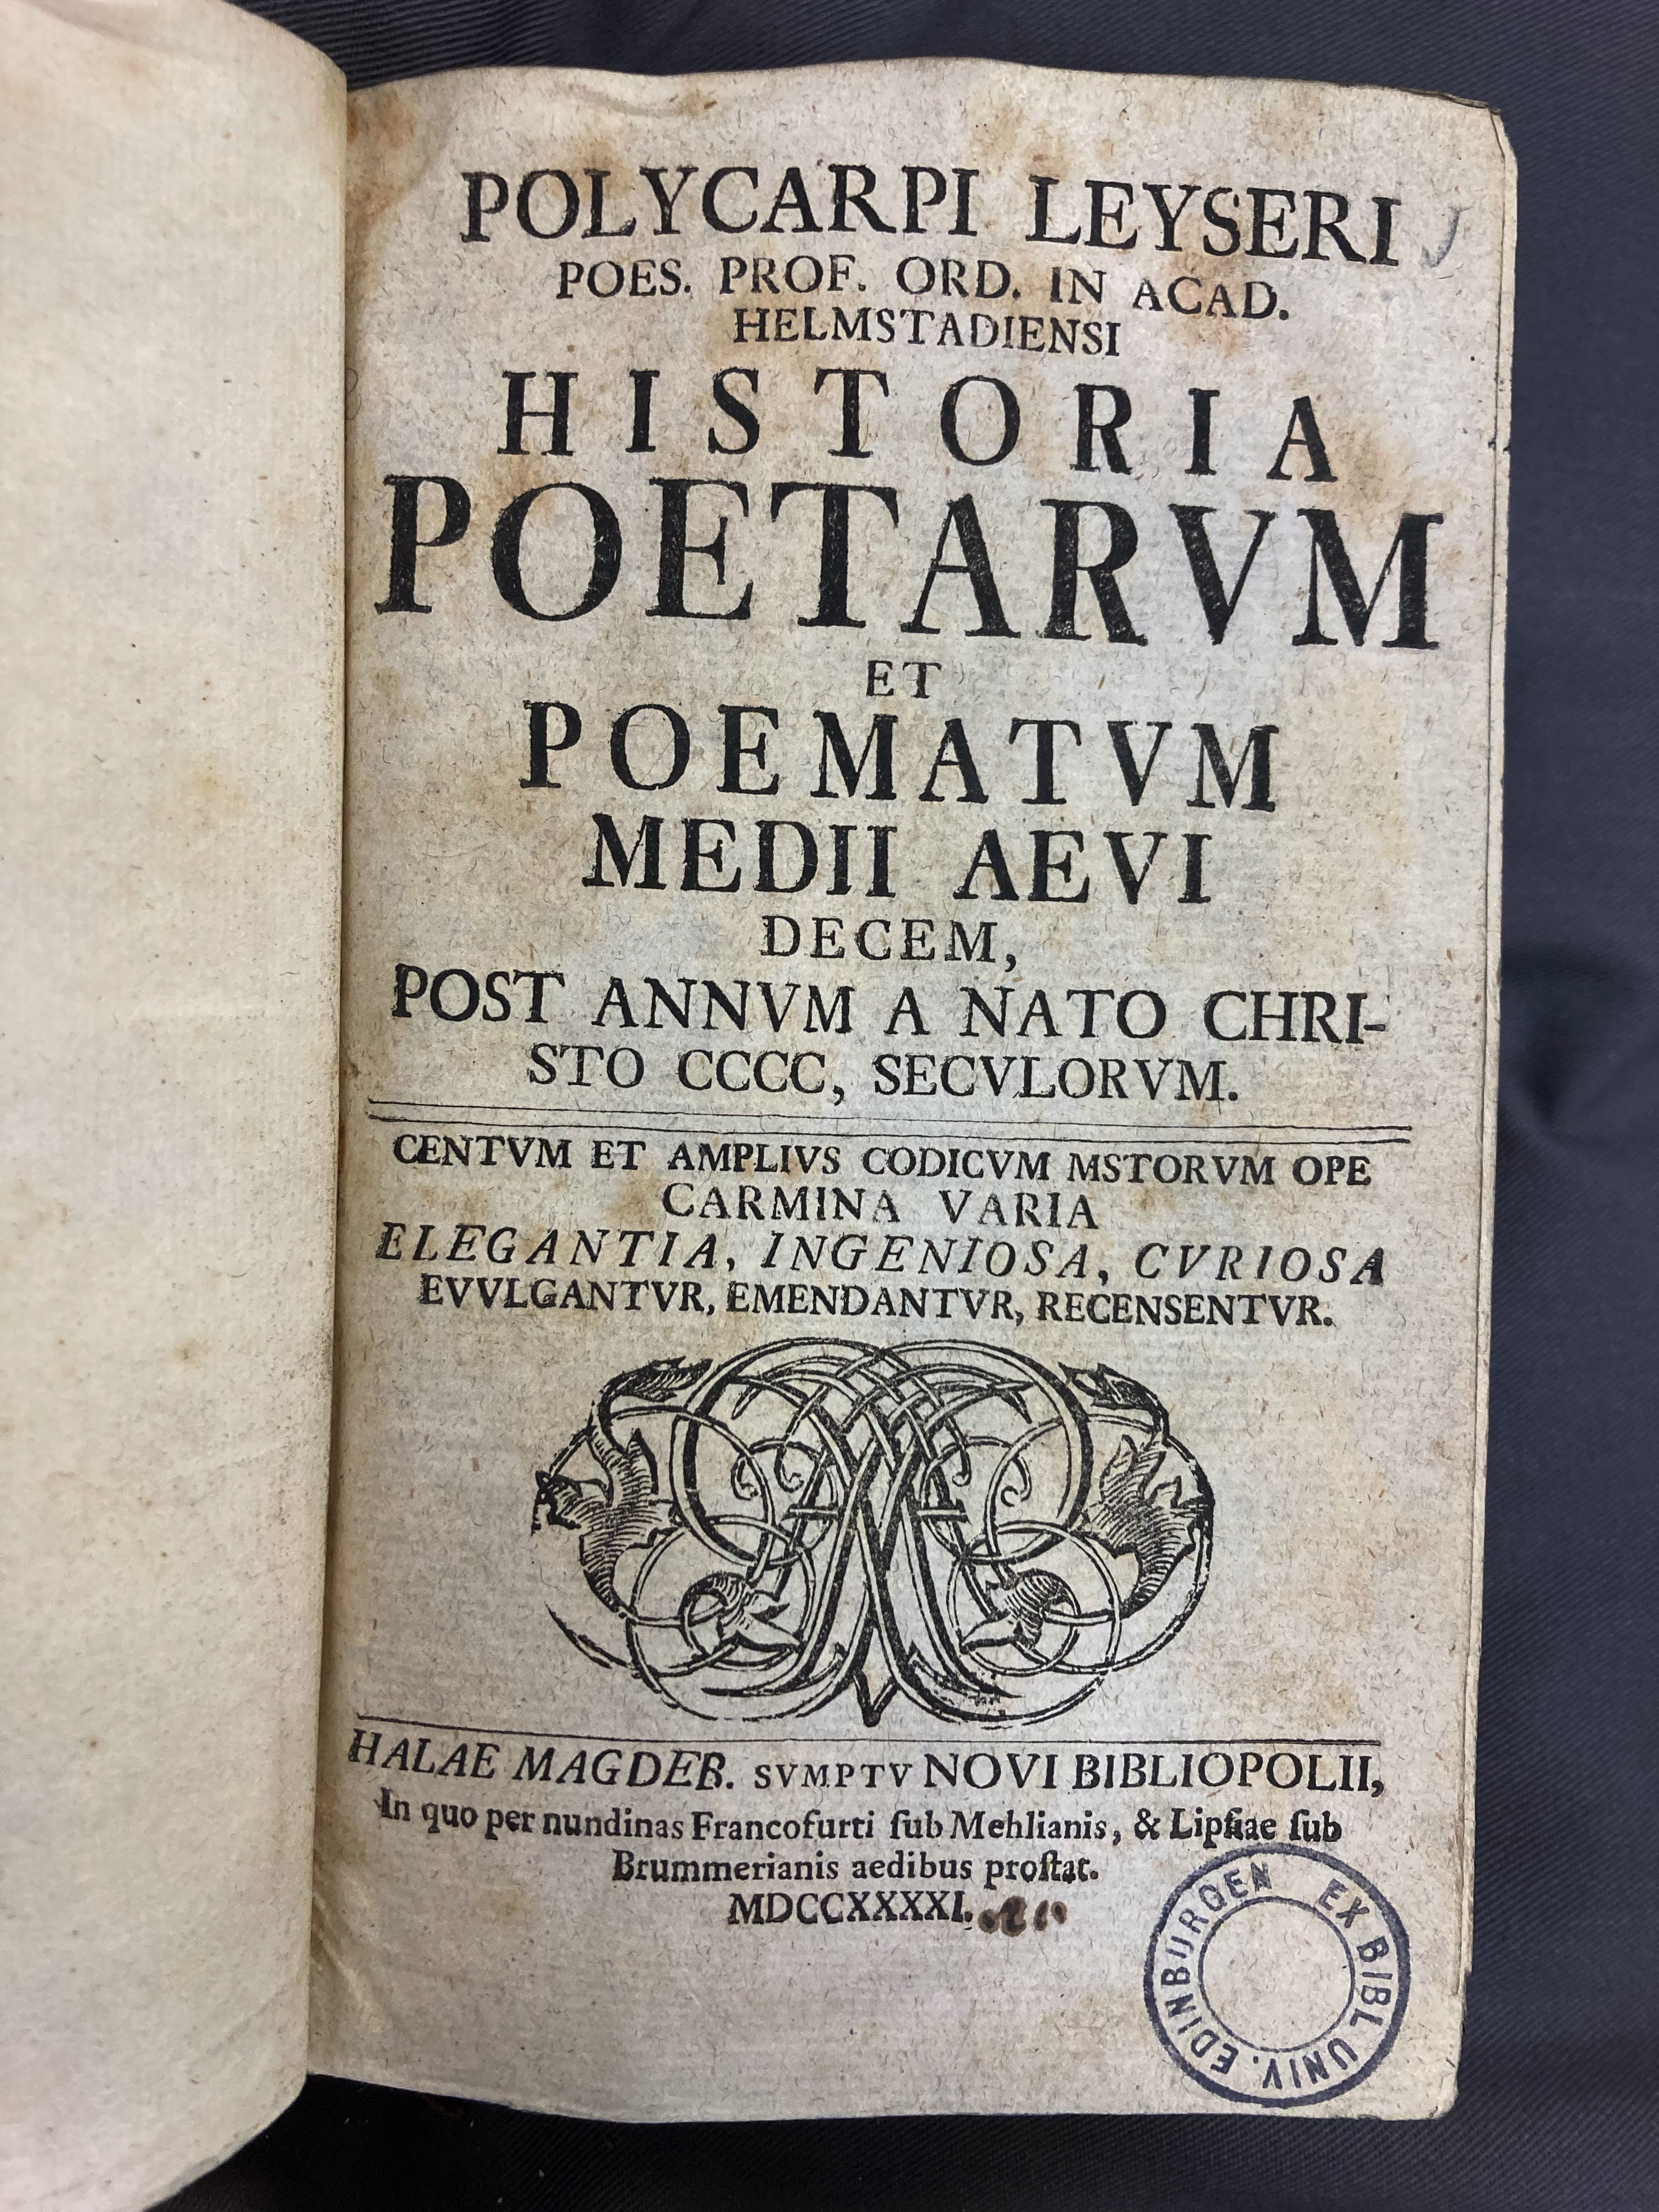 POLYCARPI LEYSERI
POES. PROF. ORD. IN ACAD.
HELMSTADIENSI
HISTORIA
POETARVM
ET
POEMATVM
MEDII AEVI
DECEM,
POST ANNVM A NATO CHRI-
STO CCCC, SECVLORVM.
CENTVM ET AMPLIVS CODICVM MSTORVM OPE
CARMINA VARIA
ELEGANTIA, INGENIOSA, CVRIOSA
EVVLGANTVR, EMENDANTVR, RECENSENTVR.
HALAE MAGDEB. SVMPTV NOVI BIBLIOPOLII,
In quo per nundinas Francofurti ſub Mehlianis, & Lipſiae ſub
Brummerianis aedibus proſtat.
MDCCXXXXI.
EX BIBL UNIV. EDINBURGEN